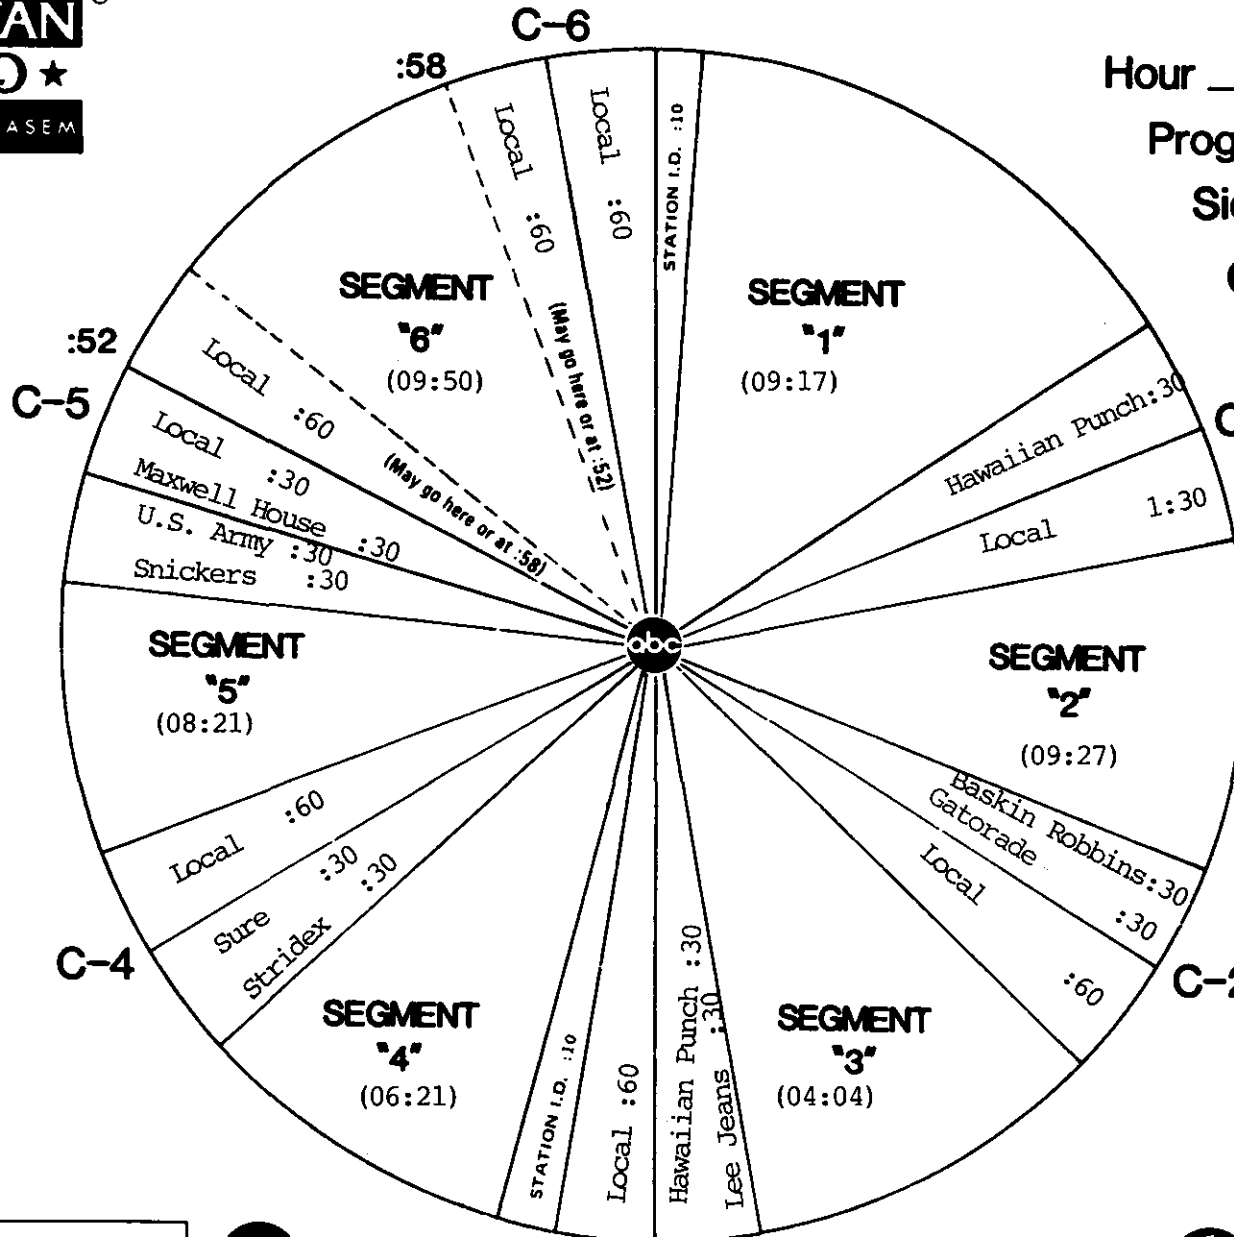 C-6
:58
:52
C-5
C-4
Hour
STATION I.D. :10
SEGMENT
"1"
(09:17)
Hawaiian Punch:30
Local 1:30
SEGMENT
"2"
(09:27)
Baskin Robbins:30
Gatorade :30
Local :60
SEGMENT
"3"
(04:04)
Lee Jeans :30
Hawaiian Punch :30
Local :60
STATION I.D. :10
SEGMENT
"4"
(06:21)
Stridex :30
Sure :30
Local :60
SEGMENT
"5"
(08:21)
Snickers :30
U.S. Army :30
Maxwell House :30
Local :30
Local :60
(May go here or at :58)
SEGMENT
"6"
(09:50)
Local :60
(May go here or at :52)
Local :60
abc